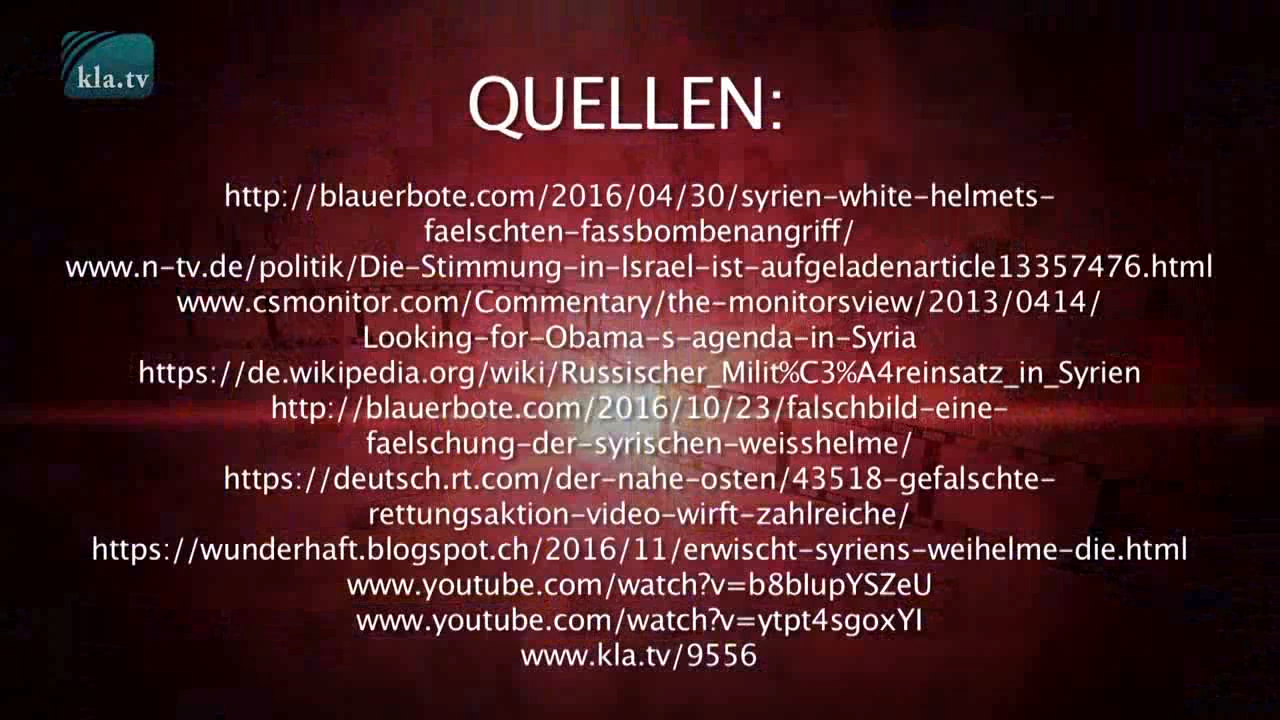 kla.tv
QUELLEN:
http://blauerbote.com/2016/04/30/syrien-white-helmets-
faelschten-fassbombenangriff/
www.n-tv.de/politik/Die-Stimmung-in-Israel-ist-aufgeladenarticle13357476.html
www.csmonitor.com/Commentary/the-monitorsview/2013/0414/
Looking-for-Obama-s-agenda-in-Syria
https://de.wikipedia.org/wiki/Russischer_Milit%C3%A4reinsatz_in_Syrien
http://blauerbote.com/2016/10/23/falschbild-eine-
faelschung-der-syrischen-weisshelme/
https://deutsch.rt.com/der-nahe-osten/43518-gefalschte-
rettungsaktion-video-wirft-zahlreiche/
https://wunderhaft.blogspot.ch/2016/11/erwischt-syriens-weihelme-die.html
www.youtube.com/watch?v=b8bIupYSZeU
www.youtube.com/watch?v=ytpt4sgoxYI
www.kla.tv/9556